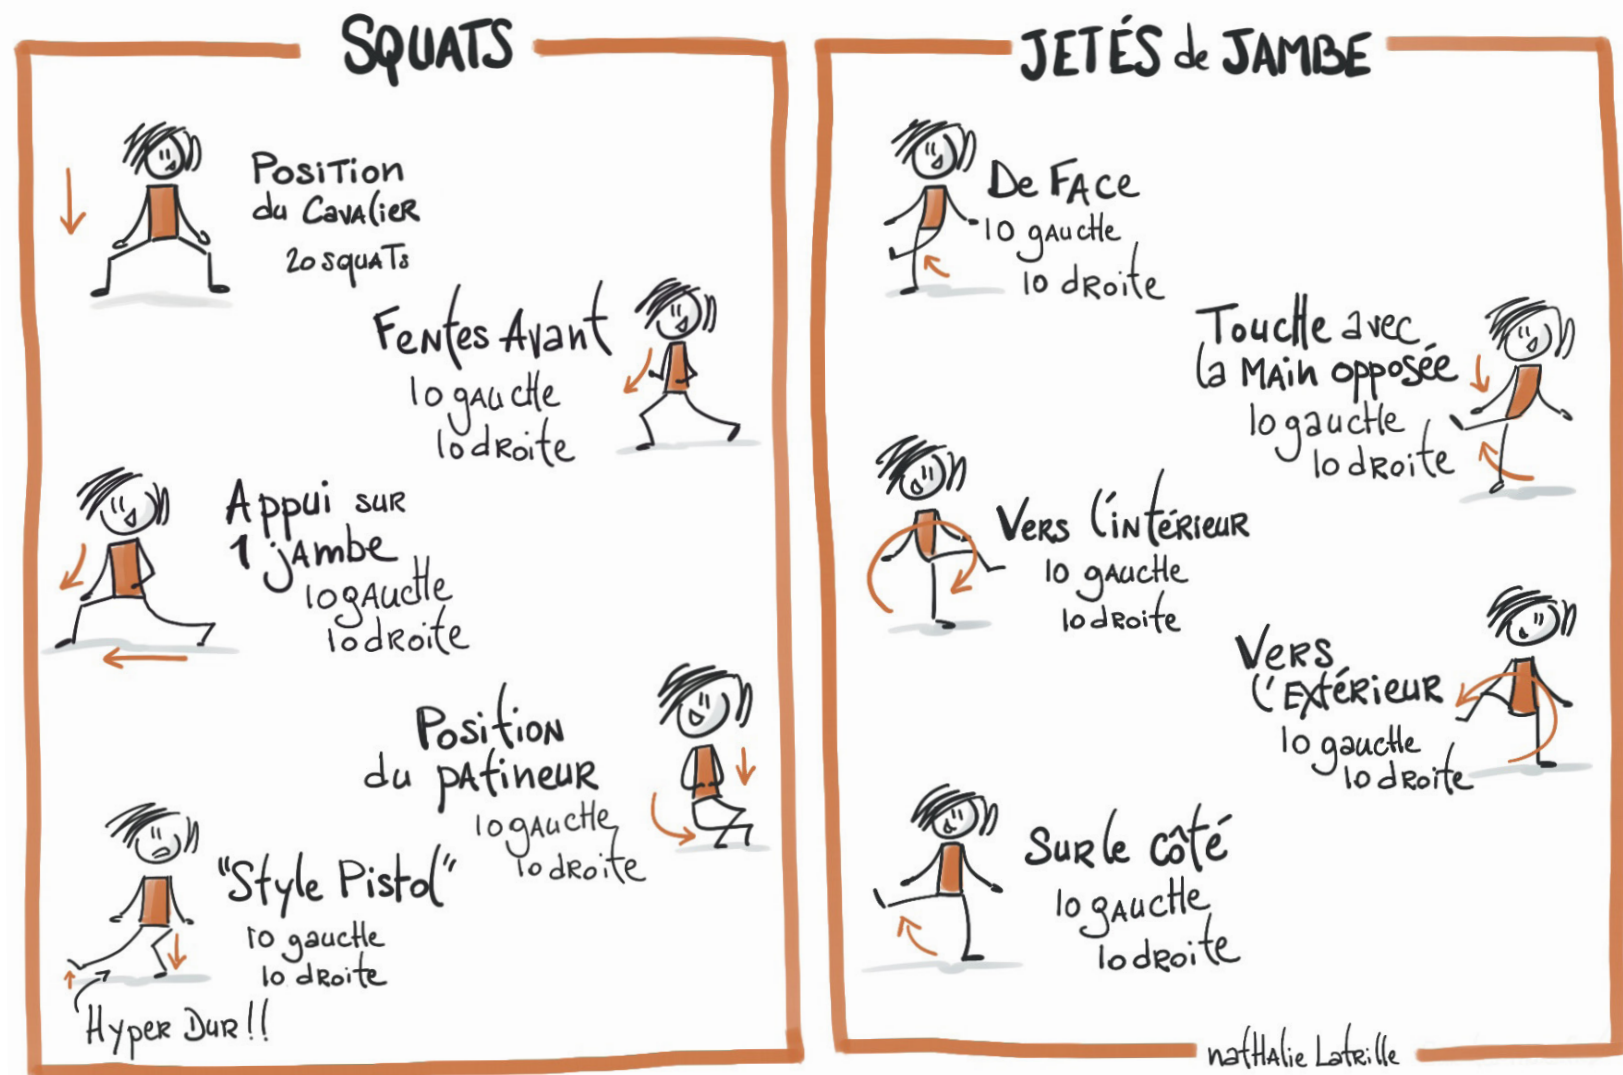 SQUATS
Position
du Cavalier
20 squats
Fentes Avant
10 gauche
10 droite
Appui sur
1 jambe
10 gauche
10 droite
Position
du patineur
10 gauche
10 droite
"Style Pistol"
10 gauche
10 droite
Hyper Dur!!
JETÉS de JAMBE
De Face
10 gauche
10 droite
Touche avec
la Main opposée
10 gauche
10 droite
Vers l'intérieur
10 gauche
10 droite
Vers
l'Extérieur
10 gauche
10 droite
Sur le côté
10 gauche
10 droite
nathalie Latrille